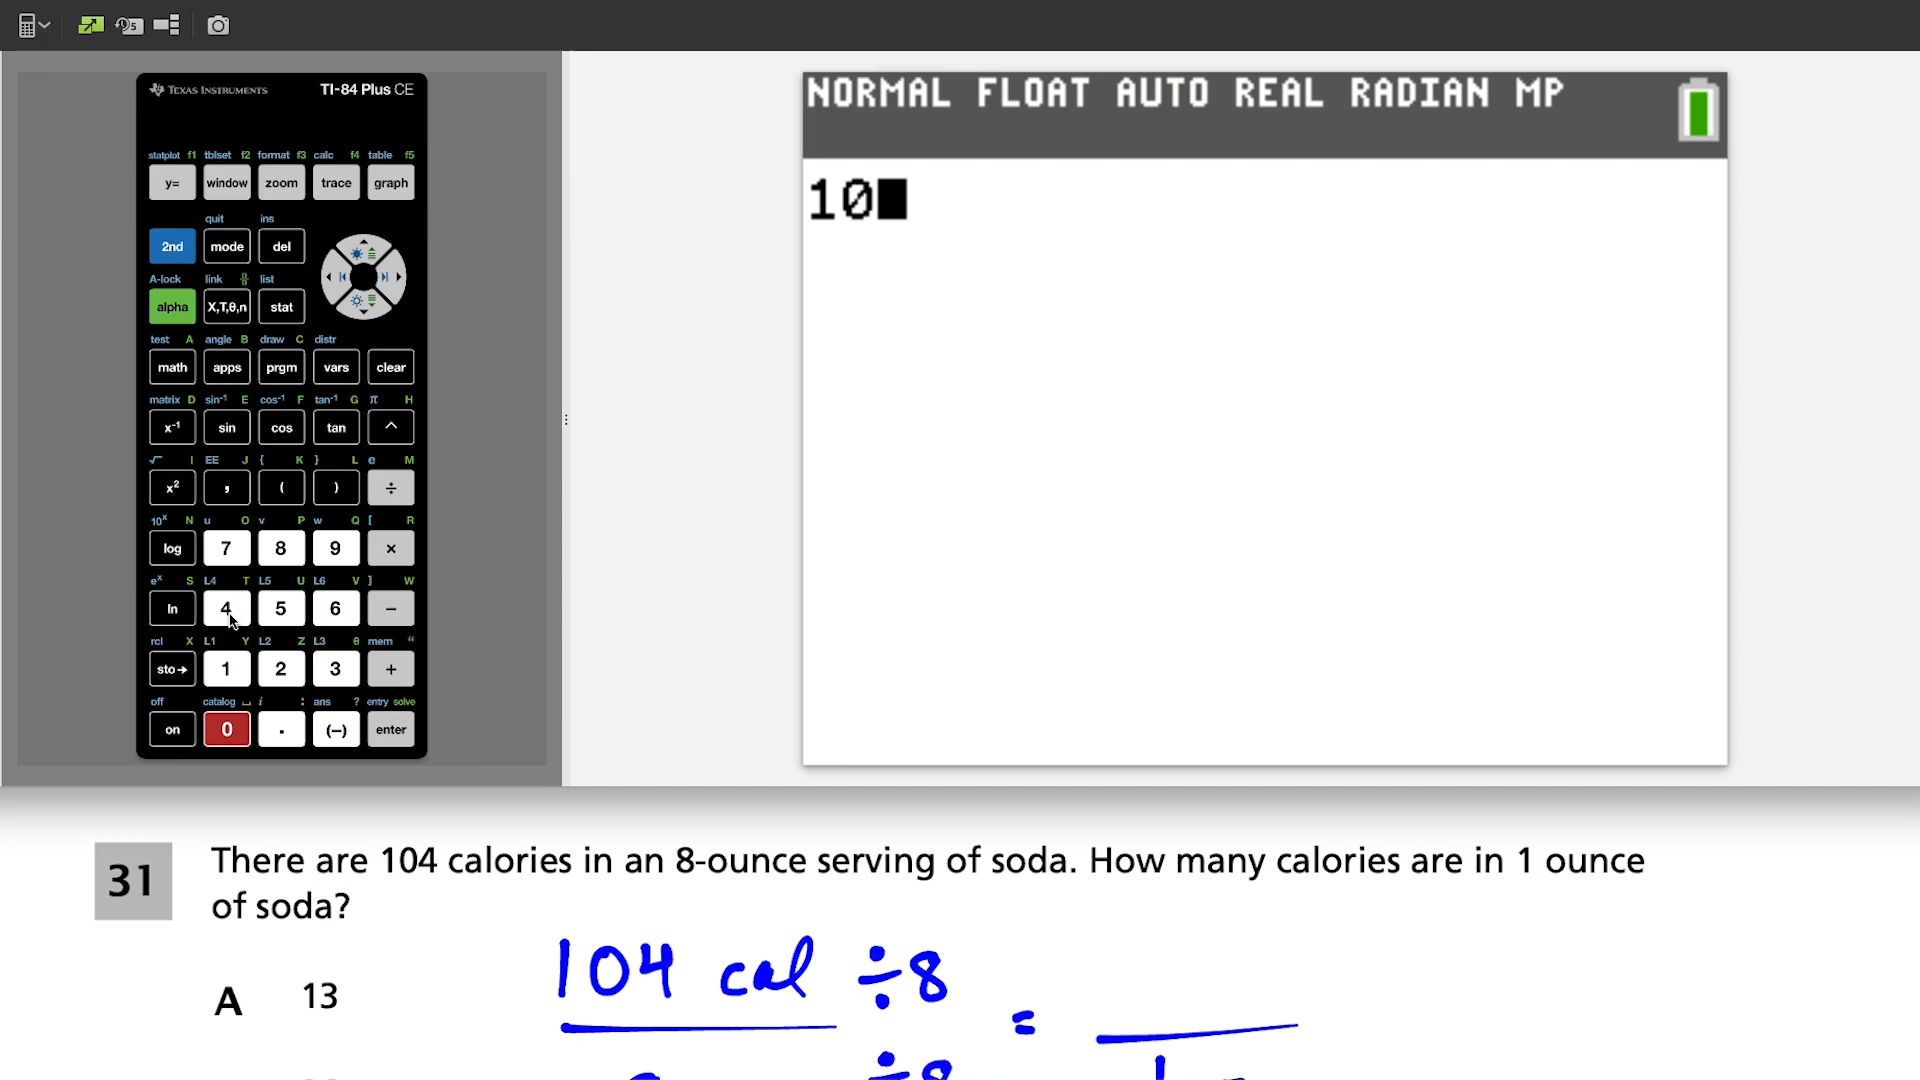 TEXAS INSTRUMENTS TI-84 Plus CE
statplot f1 tblset f2 format f3 calc f4 table f5
y= window zoom trace graph
quit ins
2nd mode del
A-lock link list
alpha X,T,θ,n stat
test A angle B draw C distr
math apps prgm vars clear
matrix D sin⁻¹ E cos⁻¹ F tan⁻¹ G π H
x⁻¹ sin cos tan ^
√ I EE J { K } L e M
x² , ( ) ÷
10ˣ N u O v P w Q [ R
log 7 8 9 ×
eˣ S L4 T L5 U L6 V ] W
ln 4 5 6 −
rcl X L1 Y L2 Z L3 θ mem “
sto→ 1 2 3 +
off catalog ⎵ i : ans ? entry solve
on 0 . (−) enter
NORMAL FLOAT AUTO REAL RADIAN MP
10
31 There are 104 calories in an 8-ounce serving of soda. How many calories are in 1 ounce
of soda?
A 13
104 cal ÷8
=
÷8